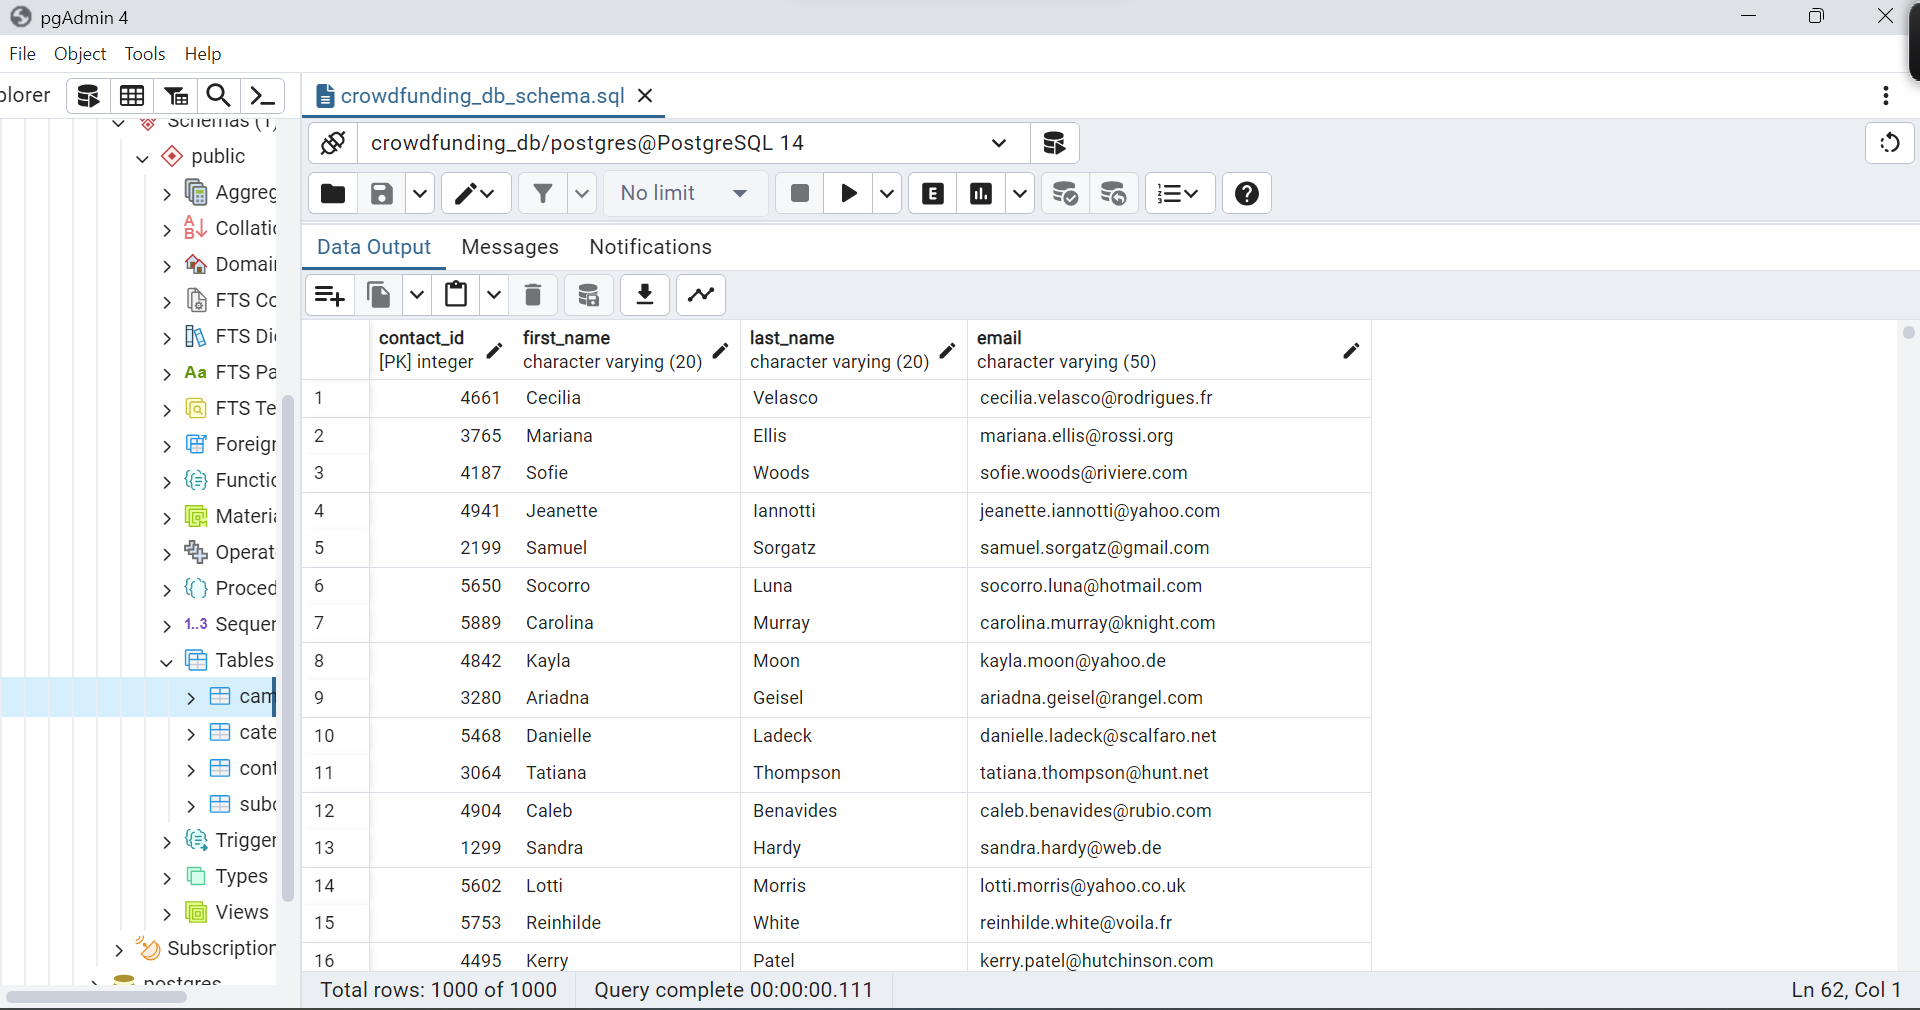 pgAdmin 4
File Object Tools Help
plorer
crowdfunding_db_schema.sql
crowdfunding_db/postgres@PostgreSQL 14
No limit
Data Output Messages Notifications
Schemas (1)
public
Aggreg
Collatio
Domai
FTS Co
FTS Di
FTS Pa
FTS Te
Foreign
Functio
Materia
Operat
Proced
Sequen
Tables
cam
cate
cont
subc
Trigger
Types
Views
Subscription
postgres
contact_id first_name last_name email
[PK] integer character varying (20) character varying (20) character varying (50)
1 4661 Cecilia Velasco cecilia.velasco@rodrigues.fr
2 3765 Mariana Ellis mariana.ellis@rossi.org
3 4187 Sofie Woods sofie.woods@riviere.com
4 4941 Jeanette Iannotti jeanette.iannotti@yahoo.com
5 2199 Samuel Sorgatz samuel.sorgatz@gmail.com
6 5650 Socorro Luna socorro.luna@hotmail.com
7 5889 Carolina Murray carolina.murray@knight.com
8 4842 Kayla Moon kayla.moon@yahoo.de
9 3280 Ariadna Geisel ariadna.geisel@rangel.com
10 5468 Danielle Ladeck danielle.ladeck@scalfaro.net
11 3064 Tatiana Thompson tatiana.thompson@hunt.net
12 4904 Caleb Benavides caleb.benavides@rubio.com
13 1299 Sandra Hardy sandra.hardy@web.de
14 5602 Lotti Morris lotti.morris@yahoo.co.uk
15 5753 Reinhilde White reinhilde.white@voila.fr
16 4495 Kerry Patel kerry.patel@hutchinson.com
Total rows: 1000 of 1000 Query complete 00:00:00.111 Ln 62, Col 1